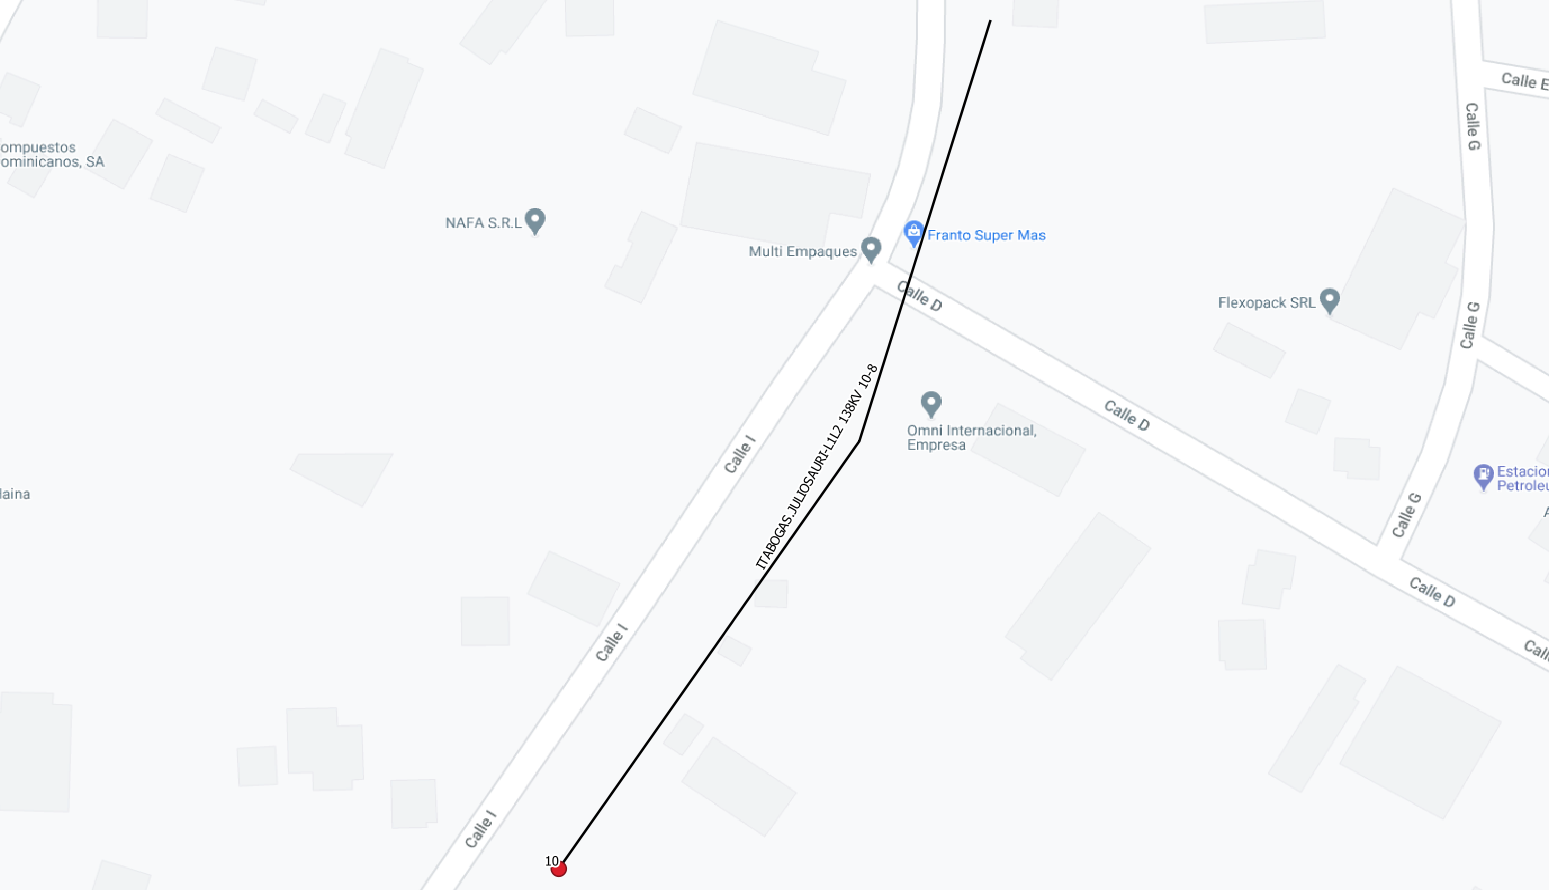 Calle E
Calle G
ompuestos
ominicanos, SA
NAFA S.R.L
Multi Empaques
Franto Super Mas
Calle D
Flexopack SRL
Calle G
ITABOGAS.JULIOSAURI-L1L2 138KV 10-8
Omni Internacional,
Empresa
Calle D
Calle I
Estacion
Petroleu
laina
Calle G
A
Calle D
Calle I
Call
Calle I
10